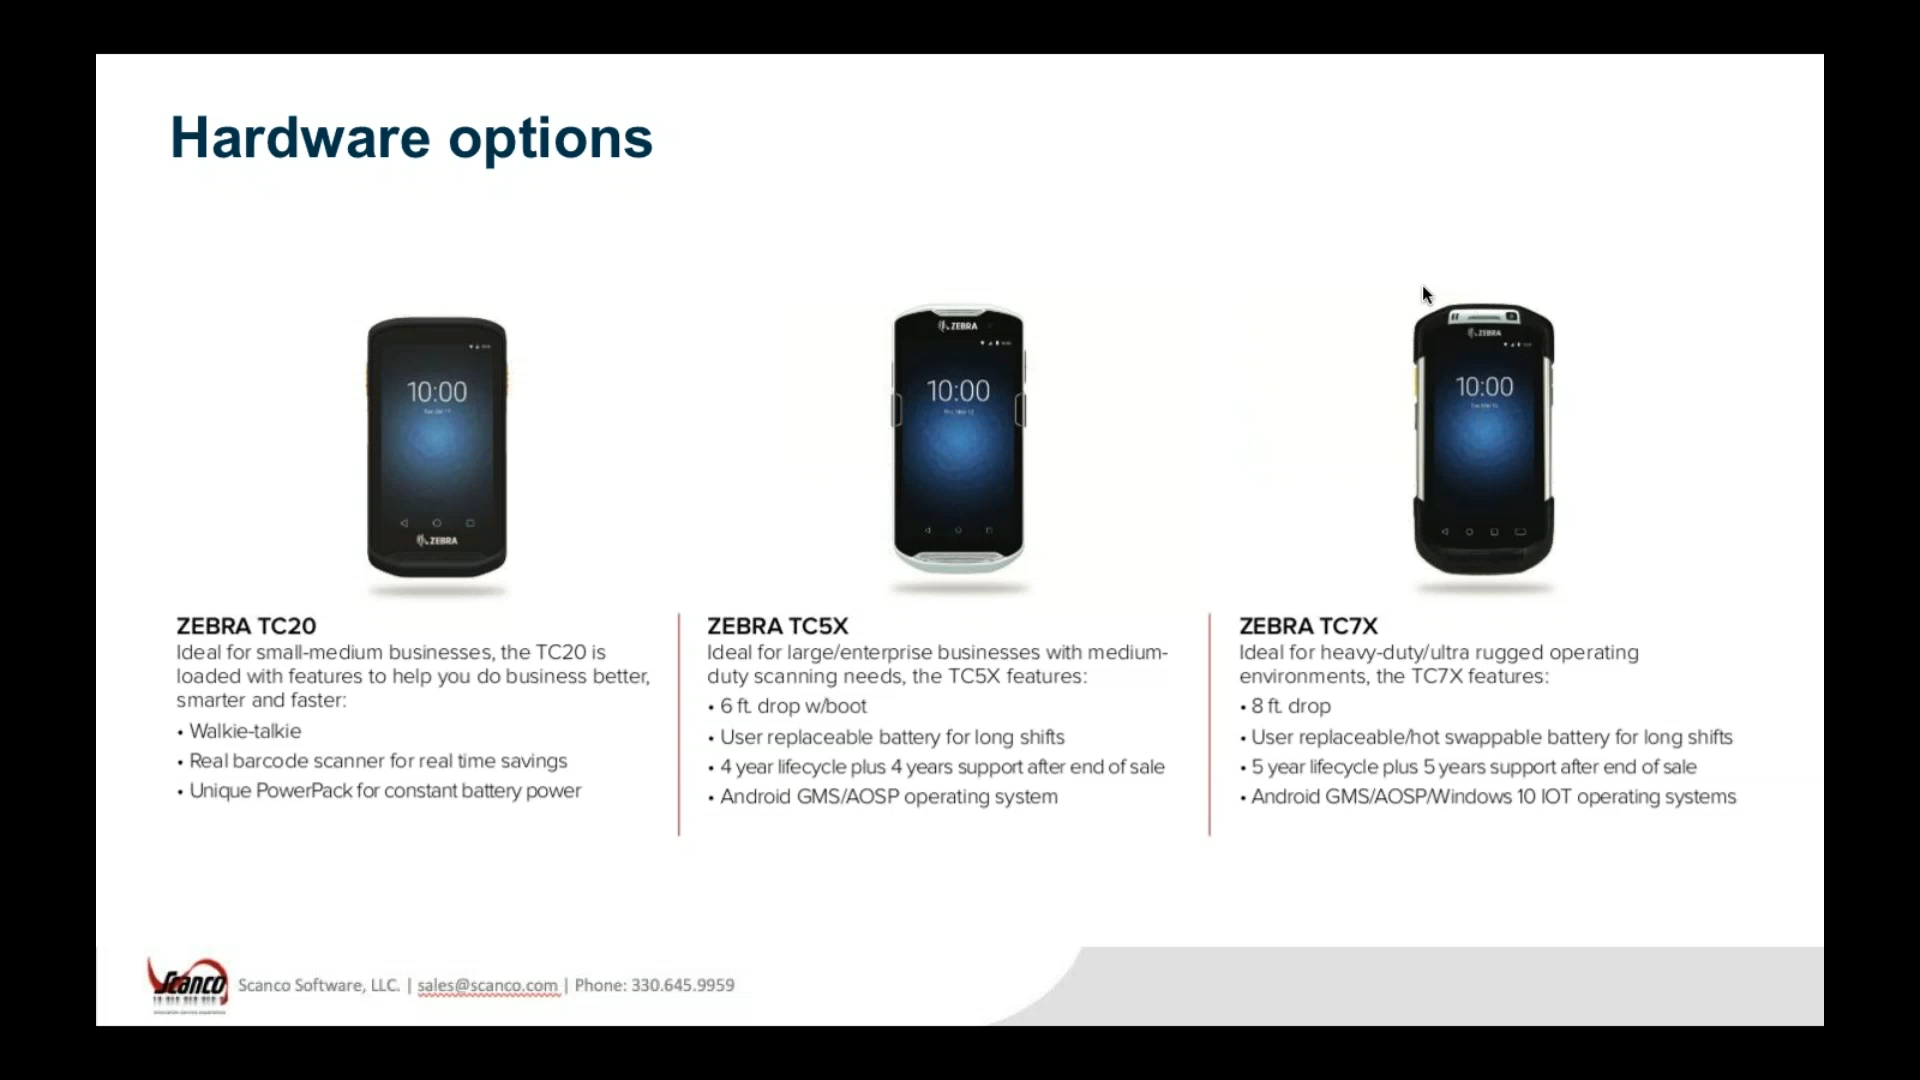 Hardware options
10:00
ZEBRA
ZEBRA
10:00
ZEBRA
10:00
ZEBRA TC20
Ideal for small-medium businesses, the TC20 is
loaded with features to help you do business better,
smarter and faster:
• Walkie-talkie
• Real barcode scanner for real time savings
• Unique PowerPack for constant battery power
ZEBRA TC5X
Ideal for large/enterprise businesses with medium-
duty scanning needs, the TC5X features:
• 6 ft. drop w/boot
• User replaceable battery for long shifts
• 4 year lifecycle plus 4 years support after end of sale
• Android GMS/AOSP operating system
ZEBRA TC7X
Ideal for heavy-duty/ultra rugged operating
environments, the TC7X features:
• 8 ft. drop
• User replaceable/hot swappable battery for long shifts
• 5 year lifecycle plus 5 years support after end of sale
• Android GMS/AOSP/Windows 10 IOT operating systems
Scanco
Scanco Software, LLC. | sales@scanco.com | Phone: 330.645.9959